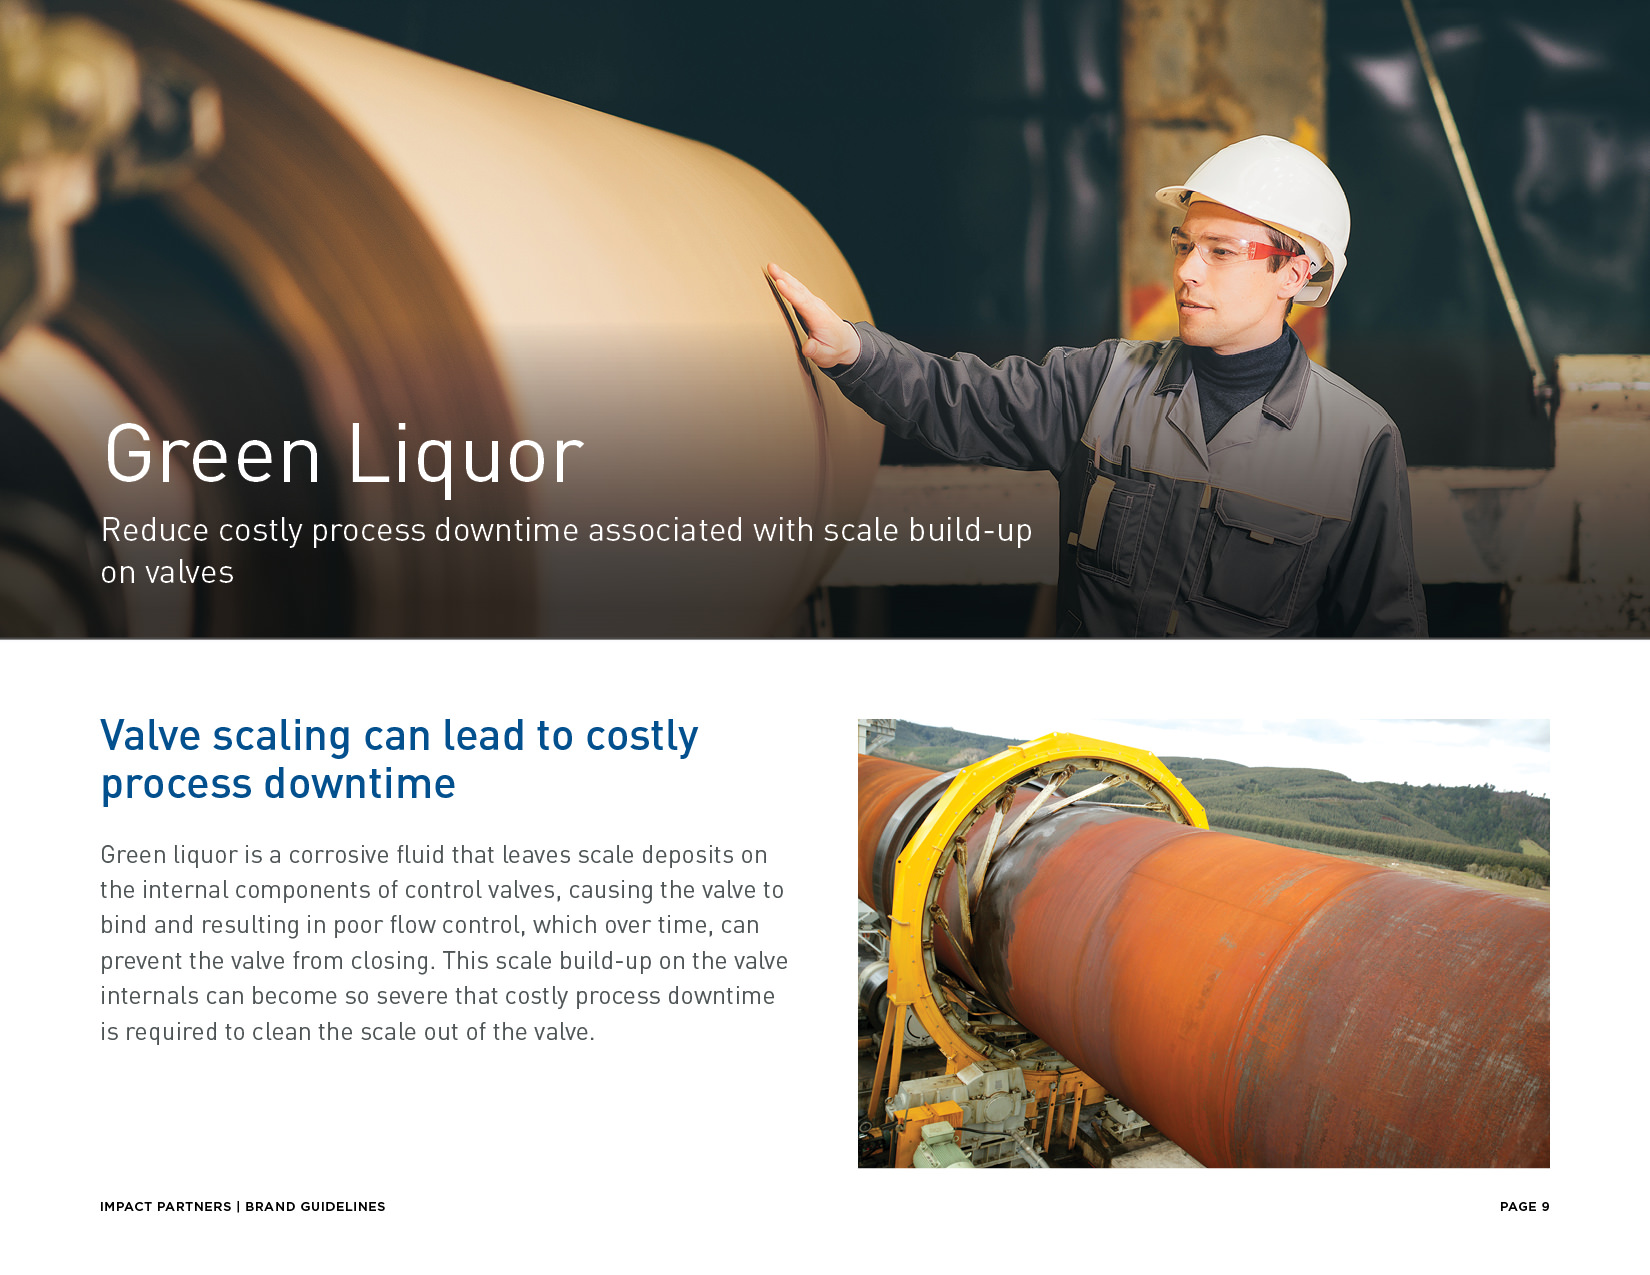 Green Liquor
Reduce costly process downtime associated with scale build-up
on valves
Valve scaling can lead to costly
process downtime
Green liquor is a corrosive fluid that leaves scale deposits on
the internal components of control valves, causing the valve to
bind and resulting in poor flow control, which over time, can
prevent the valve from closing. This scale build-up on the valve
internals can become so severe that costly process downtime
is required to clean the scale out of the valve.
IMPACT PARTNERS | BRAND GUIDELINES
PAGE 9